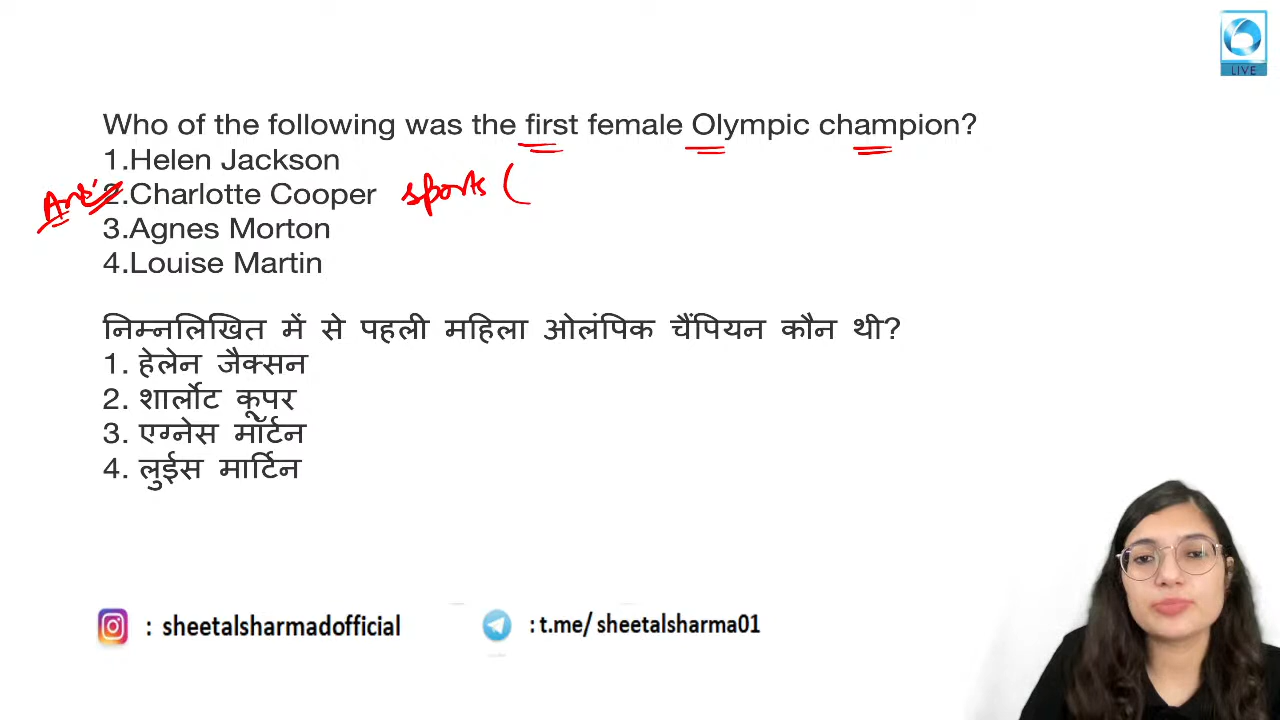 LIVE
Who of the following was the first female Olympic champion?
1.Helen Jackson
Ans 2.Charlotte Cooper sports (
3.Agnes Morton
4.Louise Martin
निम्नलिखित में से पहली महिला ओलंपिक चैंपियन कौन थी?
1. हेलेन जैक्सन
2. शार्लोट कूपर
3. एग्नेस मॉर्टन
4. लुईस मार्टिन
: sheetalsharmadofficial
: t.me/ sheetalsharma01